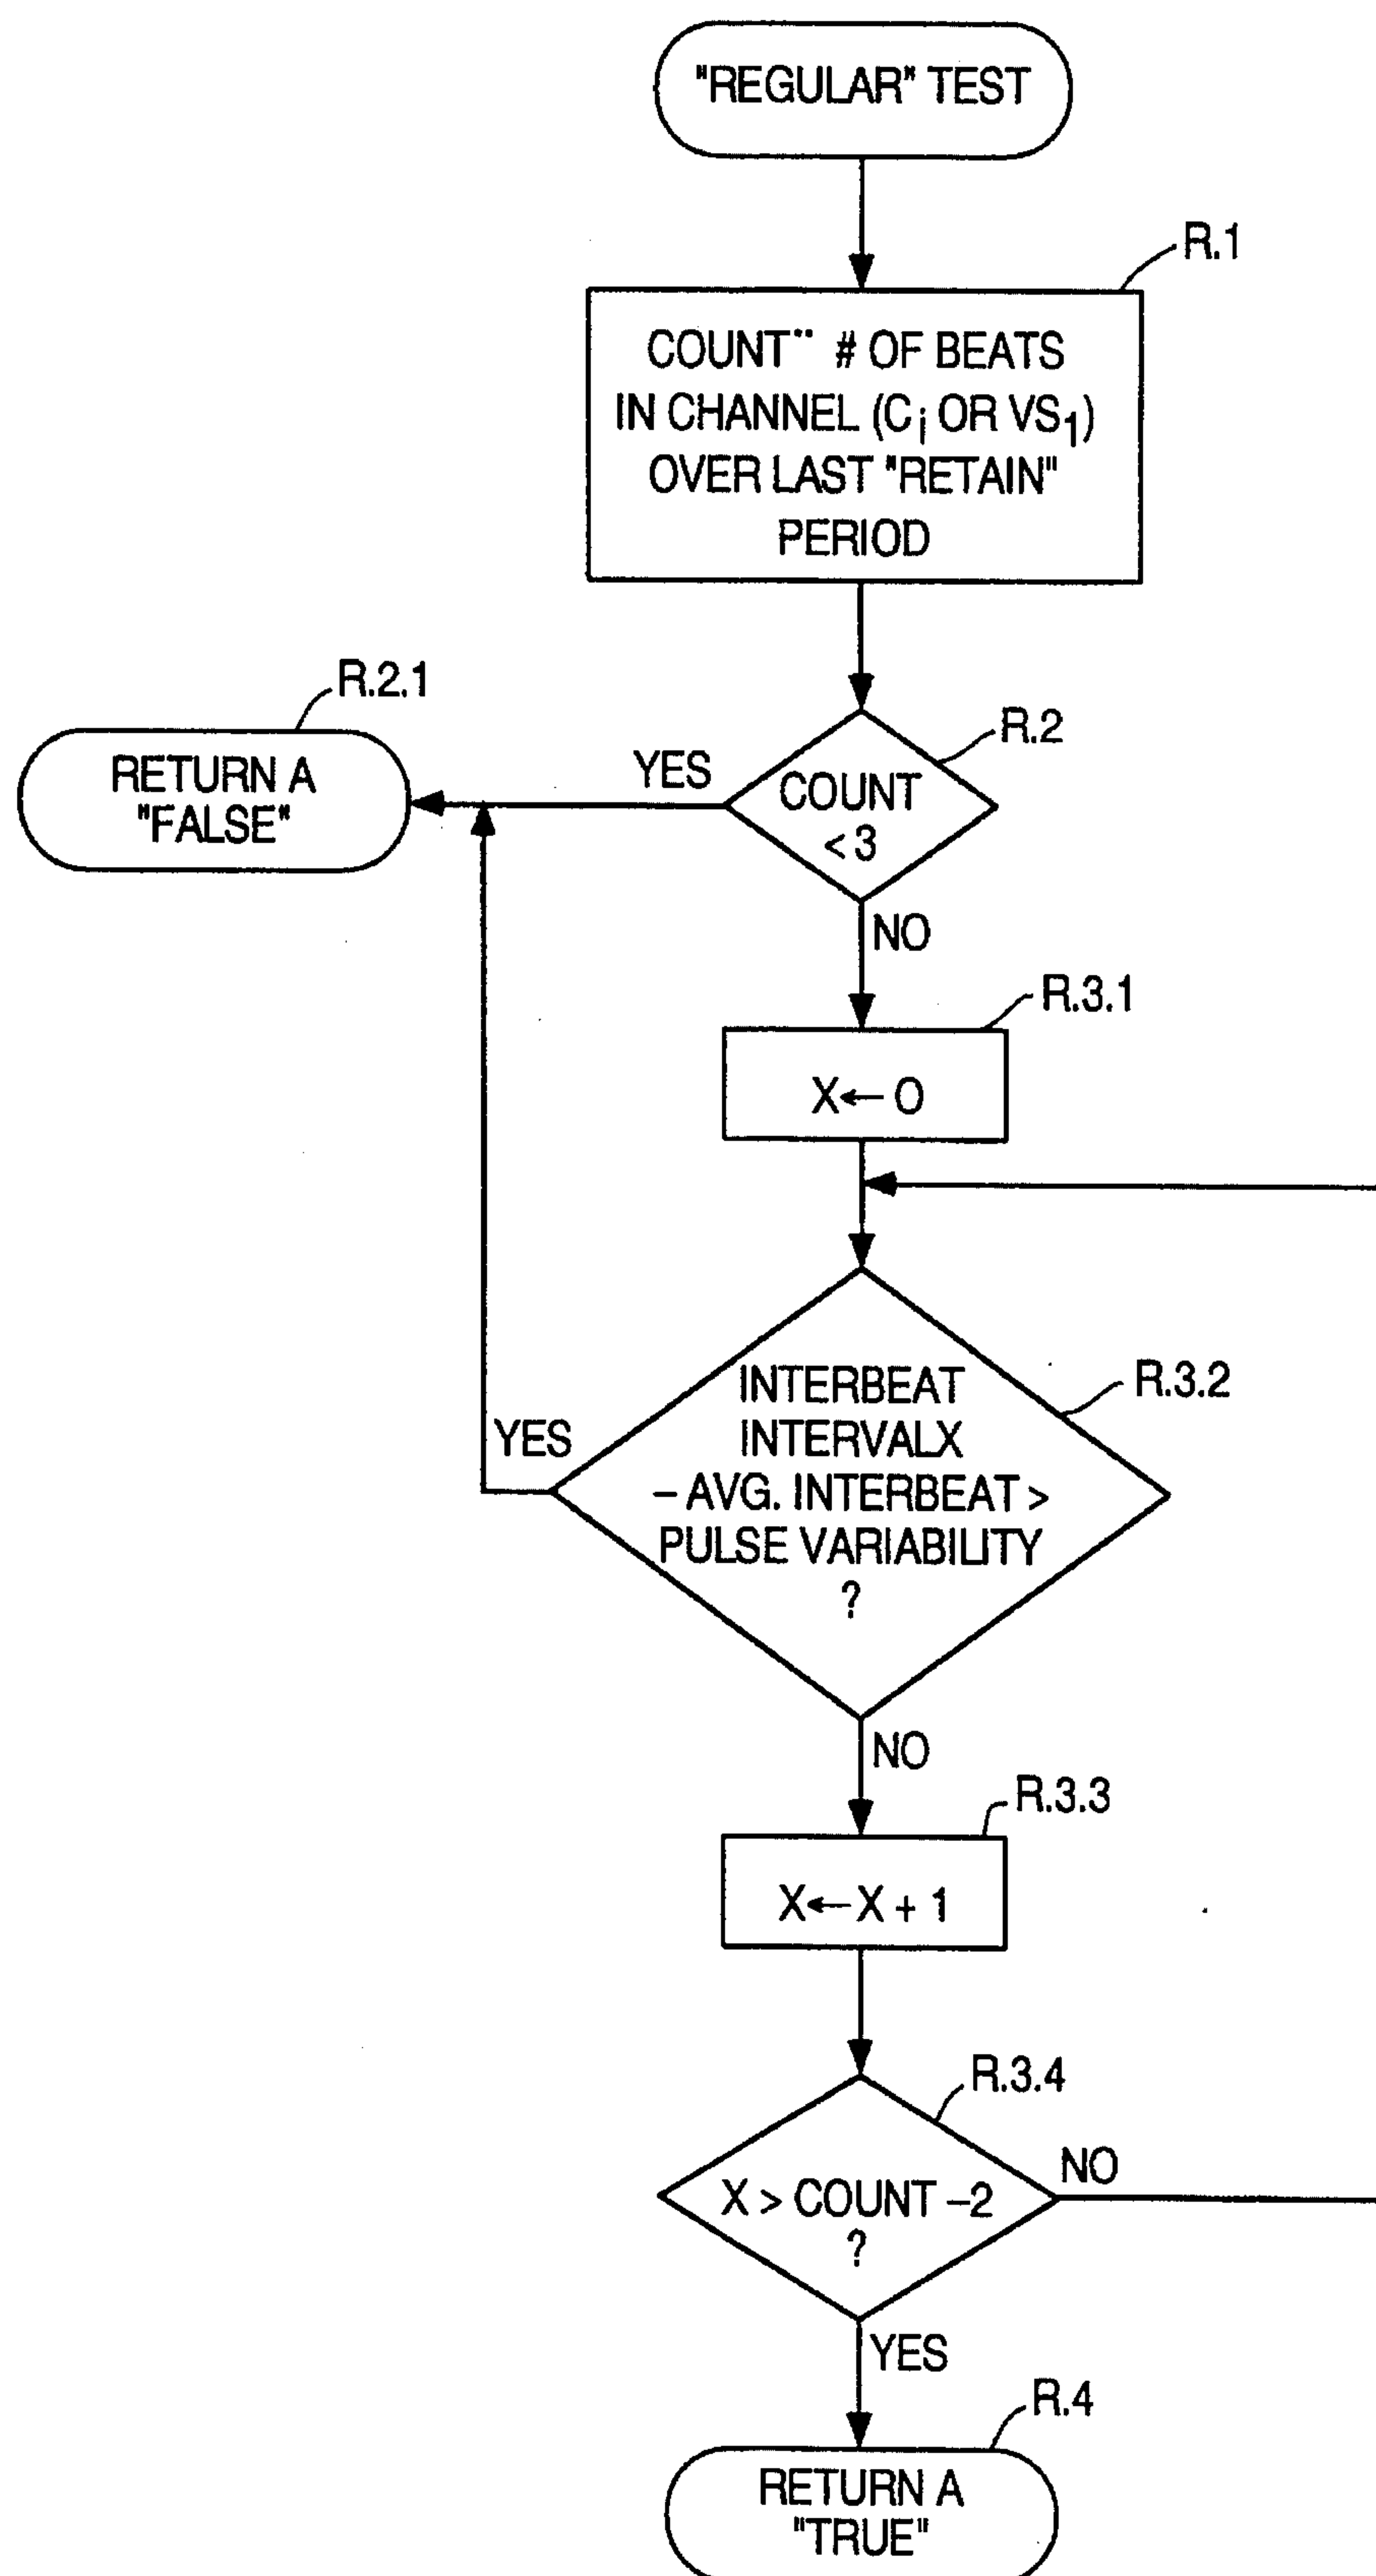 "REGULAR" TEST
R.1
COUNT¨ # OF BEATS
IN CHANNEL (Ci OR VS1)
OVER LAST "RETAIN"
PERIOD
R.2.1
RETURN A
"FALSE"
YES
R.2
COUNT
< 3
NO
R.3.1
X ← O
R.3.2
INTERBEAT
INTERVALX
– AVG. INTERBEAT >
PULSE VARIABILITY
?
YES
NO
R.3.3
X ← X + 1
R.3.4
X > COUNT –2
?
NO
YES
R.4
RETURN A
"TRUE"